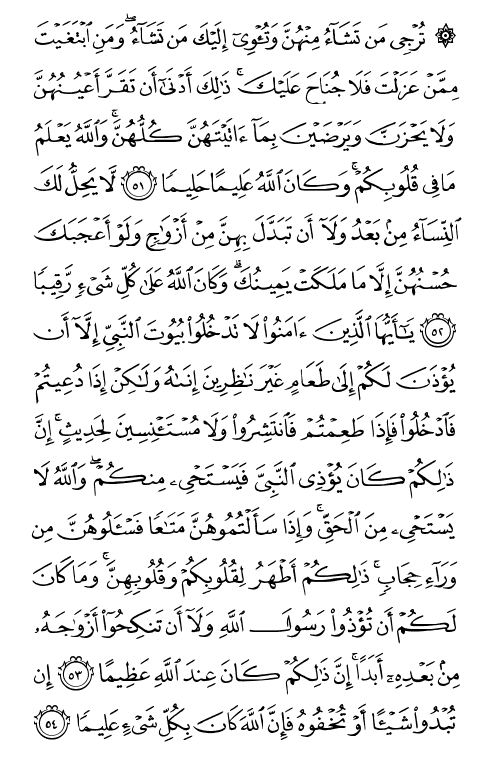 ۞ تُرْجِى مَن تَشَآءُ مِنْهُنَّ وَتُـْٔوِىٓ إِلَيْكَ مَن تَشَآءُ ۖ وَمَنِ ٱبْتَغَيْتَ
مِمَّنْ عَزَلْتَ فَلَا جُنَاحَ عَلَيْكَ ۚ ذَٰلِكَ أَدْنَىٰٓ أَن تَقَرَّ أَعْيُنُهُنَّ
وَلَا يَحْزَنَّ وَيَرْضَيْنَ بِمَآ ءَاتَيْتَهُنَّ كُلُّهُنَّ ۚ وَٱللَّهُ يَعْلَمُ
مَا فِى قُلُوبِكُمْ ۚ وَكَانَ ٱللَّهُ عَلِيمًا حَلِيمًا ٥١ لَّا يَحِلُّ لَكَ
ٱلنِّسَآءُ مِنۢ بَعْدُ وَلَآ أَن تَبَدَّلَ بِهِنَّ مِنْ أَزْوَٰجٍ وَلَوْ أَعْجَبَكَ
حُسْنُهُنَّ إِلَّا مَا مَلَكَتْ يَمِينُكَ ۗ وَكَانَ ٱللَّهُ عَلَىٰ كُلِّ شَىْءٍ رَّقِيبًا
٥٢ يَـٰٓأَيُّهَا ٱلَّذِينَ ءَامَنُوا۟ لَا تَدْخُلُوا۟ بُيُوتَ ٱلنَّبِىِّ إِلَّآ أَن
يُؤْذَنَ لَكُمْ إِلَىٰ طَعَامٍ غَيْرَ نَـٰظِرِينَ إِنَىٰهُ وَلَـٰكِنْ إِذَا دُعِيتُمْ
فَٱدْخُلُوا۟ فَإِذَا طَعِمْتُمْ فَٱنتَشِرُوا۟ وَلَا مُسْتَـْٔنِسِينَ لِحَدِيثٍ ۚ إِنَّ
ذَٰلِكُمْ كَانَ يُؤْذِى ٱلنَّبِىَّ فَيَسْتَحْىِۦ مِنكُمْ ۖ وَٱللَّهُ لَا
يَسْتَحْىِۦ مِنَ ٱلْحَقِّ ۚ وَإِذَا سَأَلْتُمُوهُنَّ مَتَـٰعًا فَسْـَٔلُوهُنَّ مِن
وَرَآءِ حِجَابٍ ۚ ذَٰلِكُمْ أَطْهَرُ لِقُلُوبِكُمْ وَقُلُوبِهِنَّ ۚ وَمَا كَانَ
لَكُمْ أَن تُؤْذُوا۟ رَسُولَ ٱللَّهِ وَلَآ أَن تَنكِحُوٓا۟ أَزْوَٰجَهُۥ
مِنۢ بَعْدِهِۦٓ أَبَدًا ۚ إِنَّ ذَٰلِكُمْ كَانَ عِندَ ٱللَّهِ عَظِيمًا ٥٣ إِن
تُبْدُوا۟ شَيْـًٔا أَوْ تُخْفُوهُ فَإِنَّ ٱللَّهَ كَانَ بِكُلِّ شَىْءٍ عَلِيمًا ٥٤